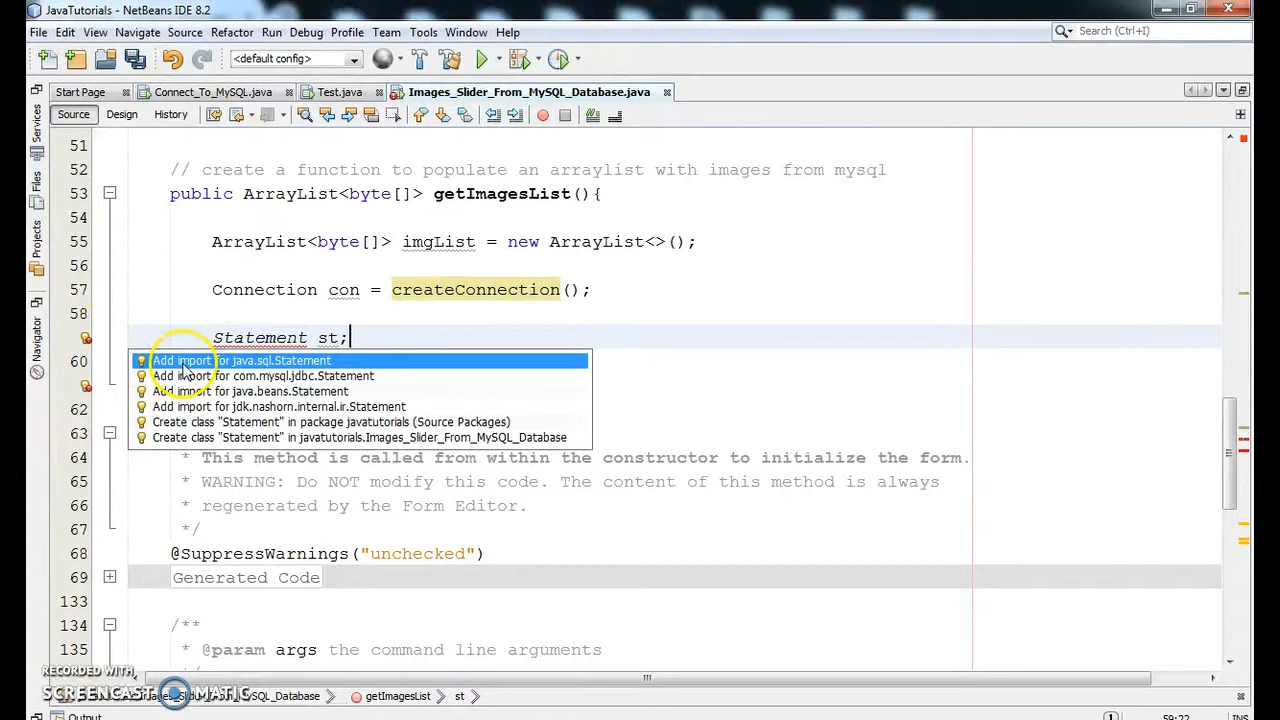 JavaTutorials - NetBeans IDE 8.2
File Edit View Navigate Source Refactor Run Debug Profile Team Tools Window Help
Search (Ctrl+I)
<default config>
Start Page Connect_To_MySQL.java Test.java Images_Slider_From_MySQL_Database.java
Source Design History
Services
Files
Projects
Navigator
51
52 // create a function to populate an arraylist with images from mysql
53 public ArrayList<byte[]> getImagesList(){
54
55 ArrayList<byte[]> imgList = new ArrayList<>();
56
57 Connection con = createConnection();
58
Statement st;
Add import for java.sql.Statement
60
Add import for com.mysql.jdbc.Statement
Add import for java.beans.Statement
62 Add import for jdk.nashorn.internal.ir.Statement
Create class "Statement" in package javatutorials (Source Packages)
63 Create class "Statement" in javatutorials.Images_Slider_From_MySQL_Database
64 * This method is called from within the constructor to initialize the form.
65 * WARNING: Do NOT modify this code. The content of this method is always
66 * regenerated by the Form Editor.
67 */
68 @SuppressWarnings("unchecked")
69 Generated Code
133
134 /**
135 * @param args the command line arguments
RECORDED WITH
SCREENCAST MATIC
ages_Slider_From_MySQL_Database getImagesList st
Output
1 59:22 INS